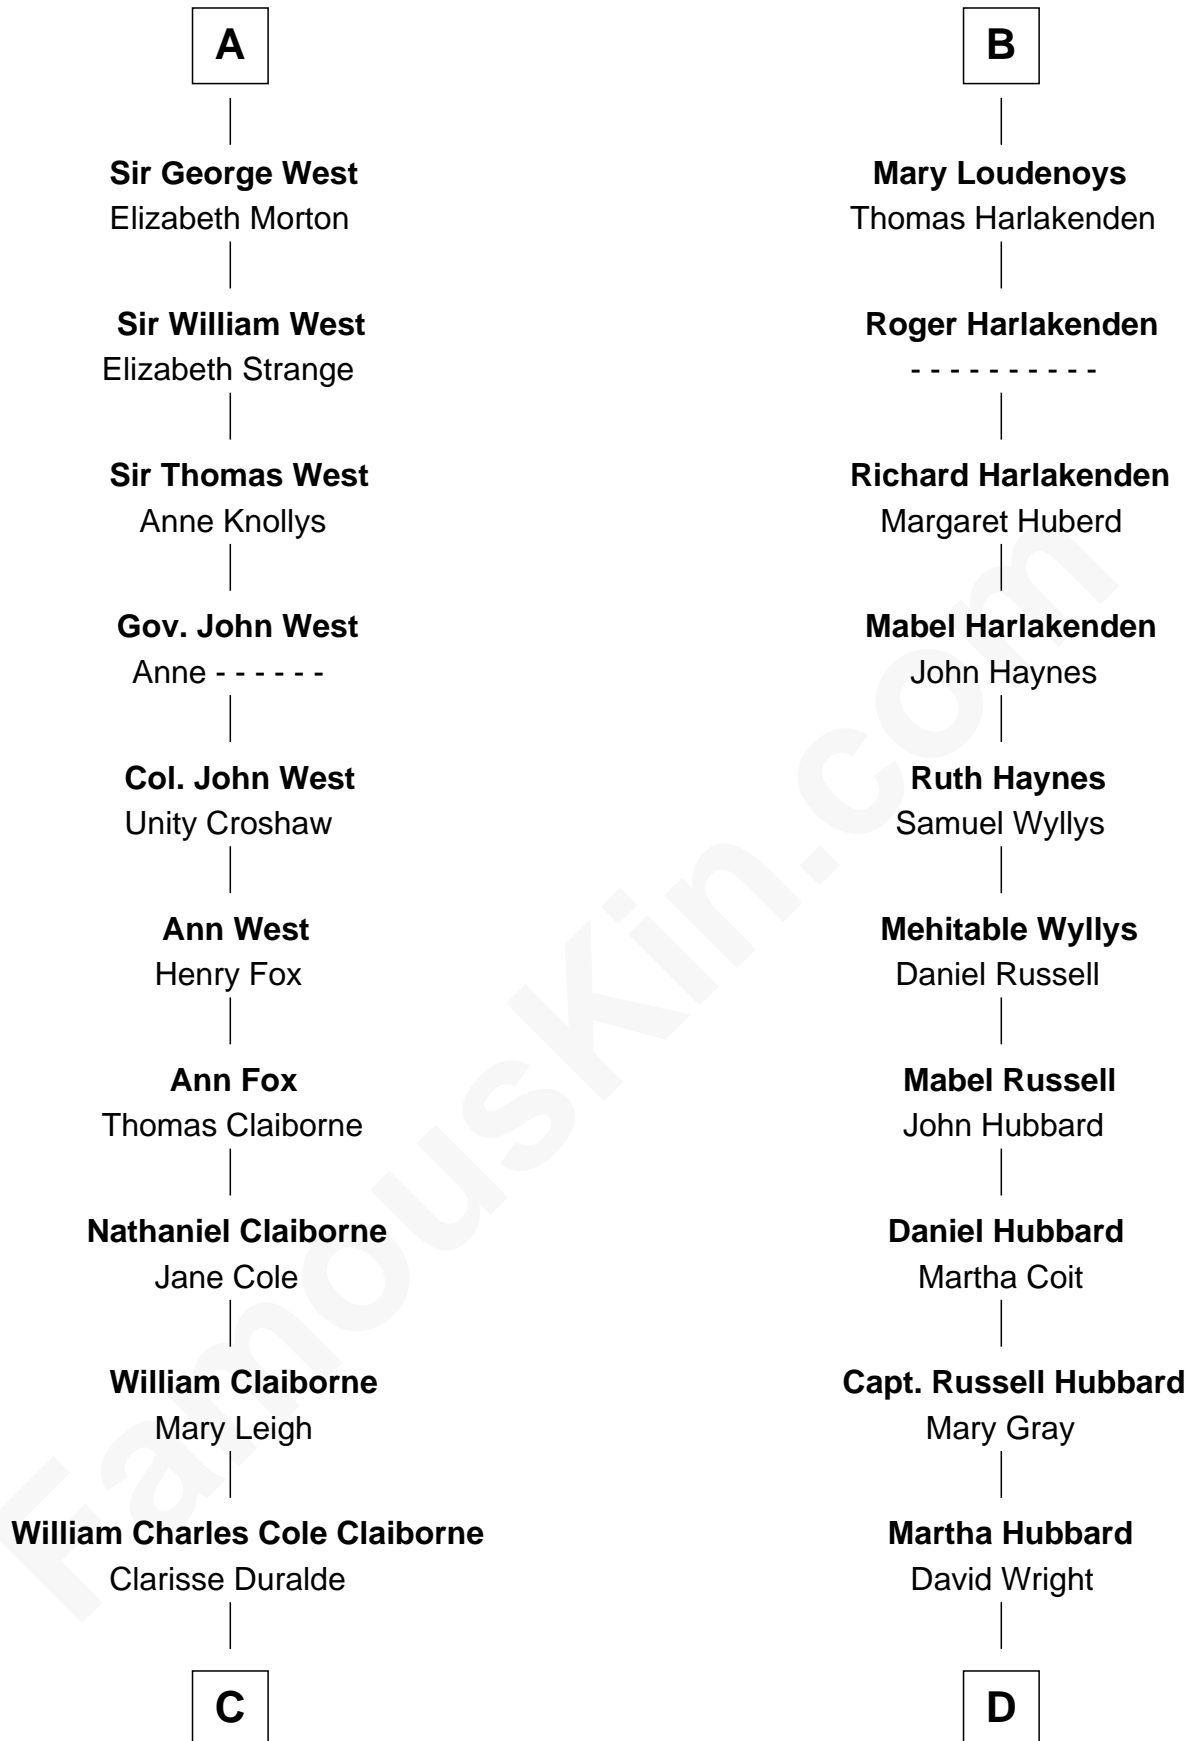 A
Sir George West
Elizabeth Morton
Sir William West
Elizabeth Strange
Sir Thomas West
Anne Knollys
Gov. John West
Anne - - - - - -
Col. John West
Unity Croshaw
Ann West
Henry Fox
Ann Fox
Thomas Claiborne
Nathaniel Claiborne
Jane Cole
William Claiborne
Mary Leigh
William Charles Cole Claiborne
Clarisse Duralde
C
B
Mary Loudenoys
Thomas Harlakenden
Roger Harlakenden
- - - - - - - - - -
Richard Harlakenden
Margaret Huberd
Mabel Harlakenden
John Haynes
Ruth Haynes
Samuel Wyllys
Mehitable Wyllys
Daniel Russell
Mabel Russell
John Hubbard
Daniel Hubbard
Martha Coit
Capt. Russell Hubbard
Mary Gray
Martha Hubbard
David Wright
D
FamousKin.com